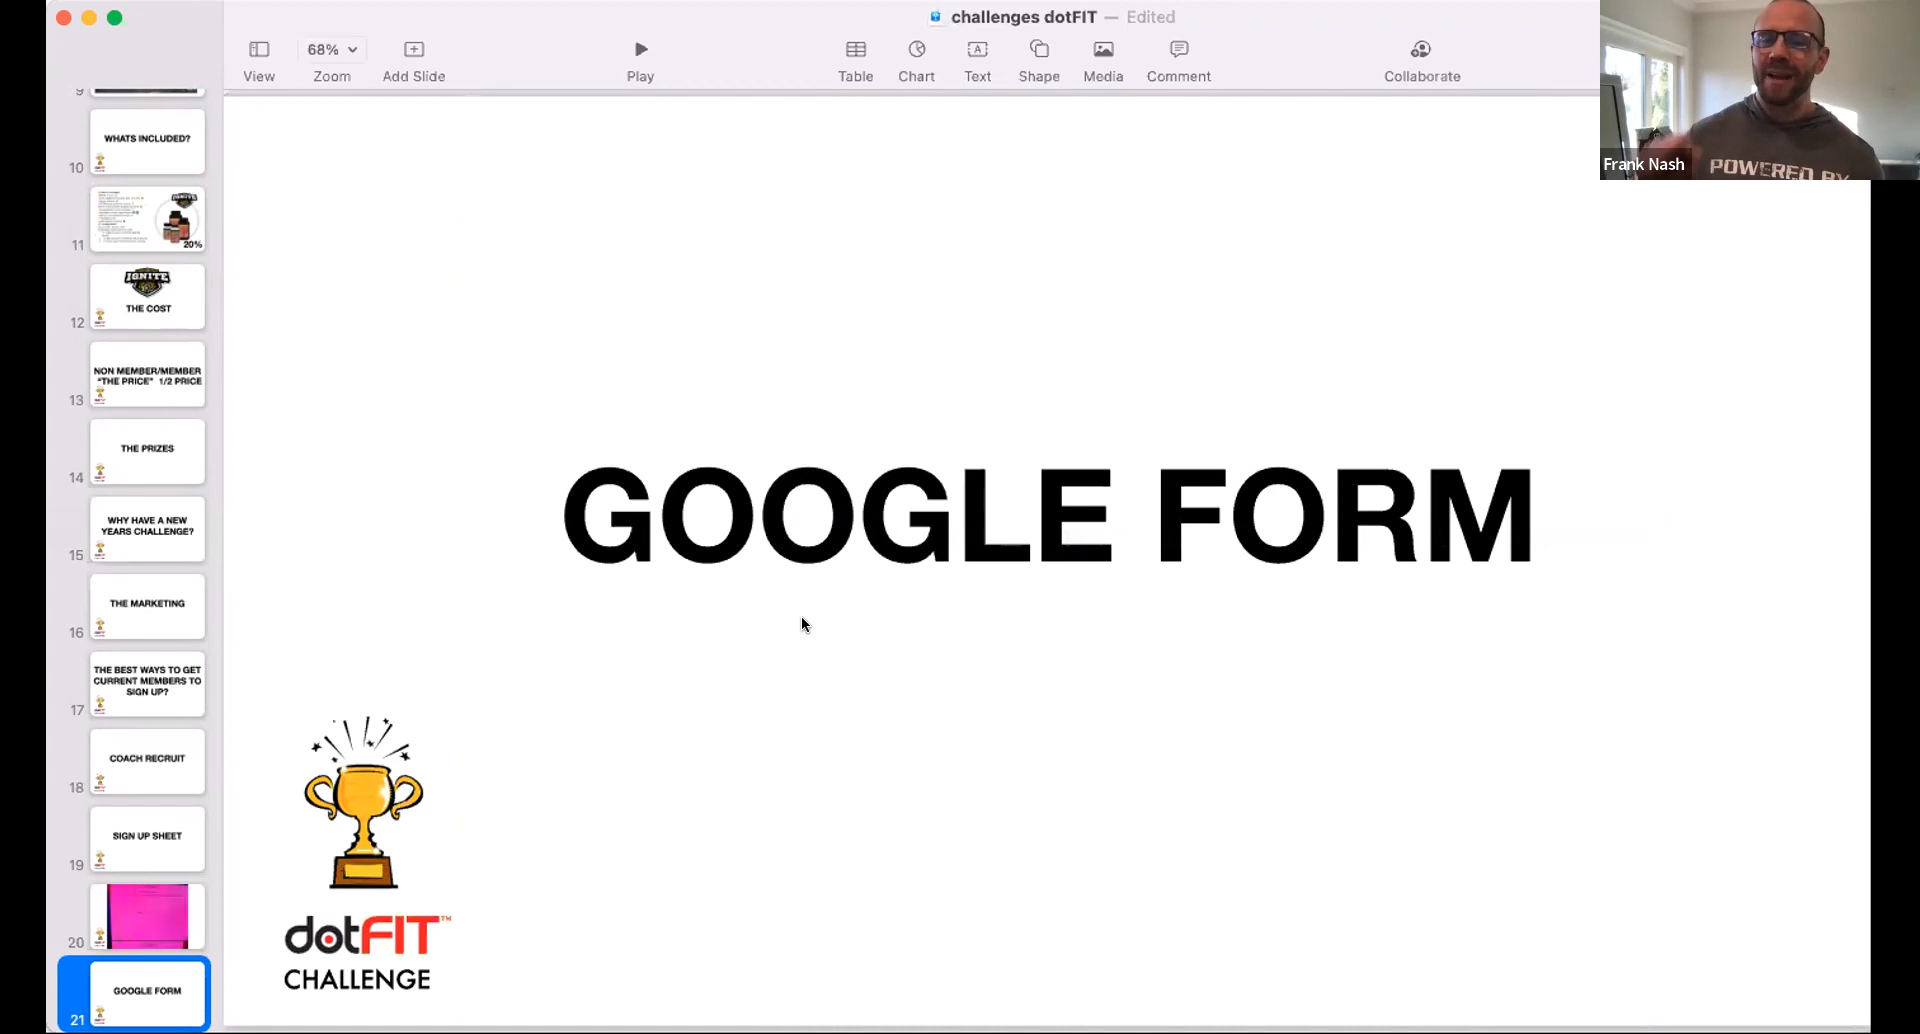 challenges dotFIT — Edited
68%
View
Zoom
Add Slide
Play
Table
Chart
Text
Shape
Media
Comment
Collaborate
Frank Nash
POWERED BY
9
WHATS INCLUDED?
10
IGNITE
20%
11
IGNITE
THE COST
12
NON MEMBER/MEMBER
"THE PRICE" 1/2 PRICE
13
THE PRIZES
14
WHY HAVE A NEW
YEARS CHALLENGE?
15
THE MARKETING
16
THE BEST WAYS TO GET
CURRENT MEMBERS TO
SIGN UP?
17
COACH RECRUIT
18
SIGN UP SHEET
19
20
GOOGLE FORM
21
GOOGLE FORM
dotFIT™
CHALLENGE